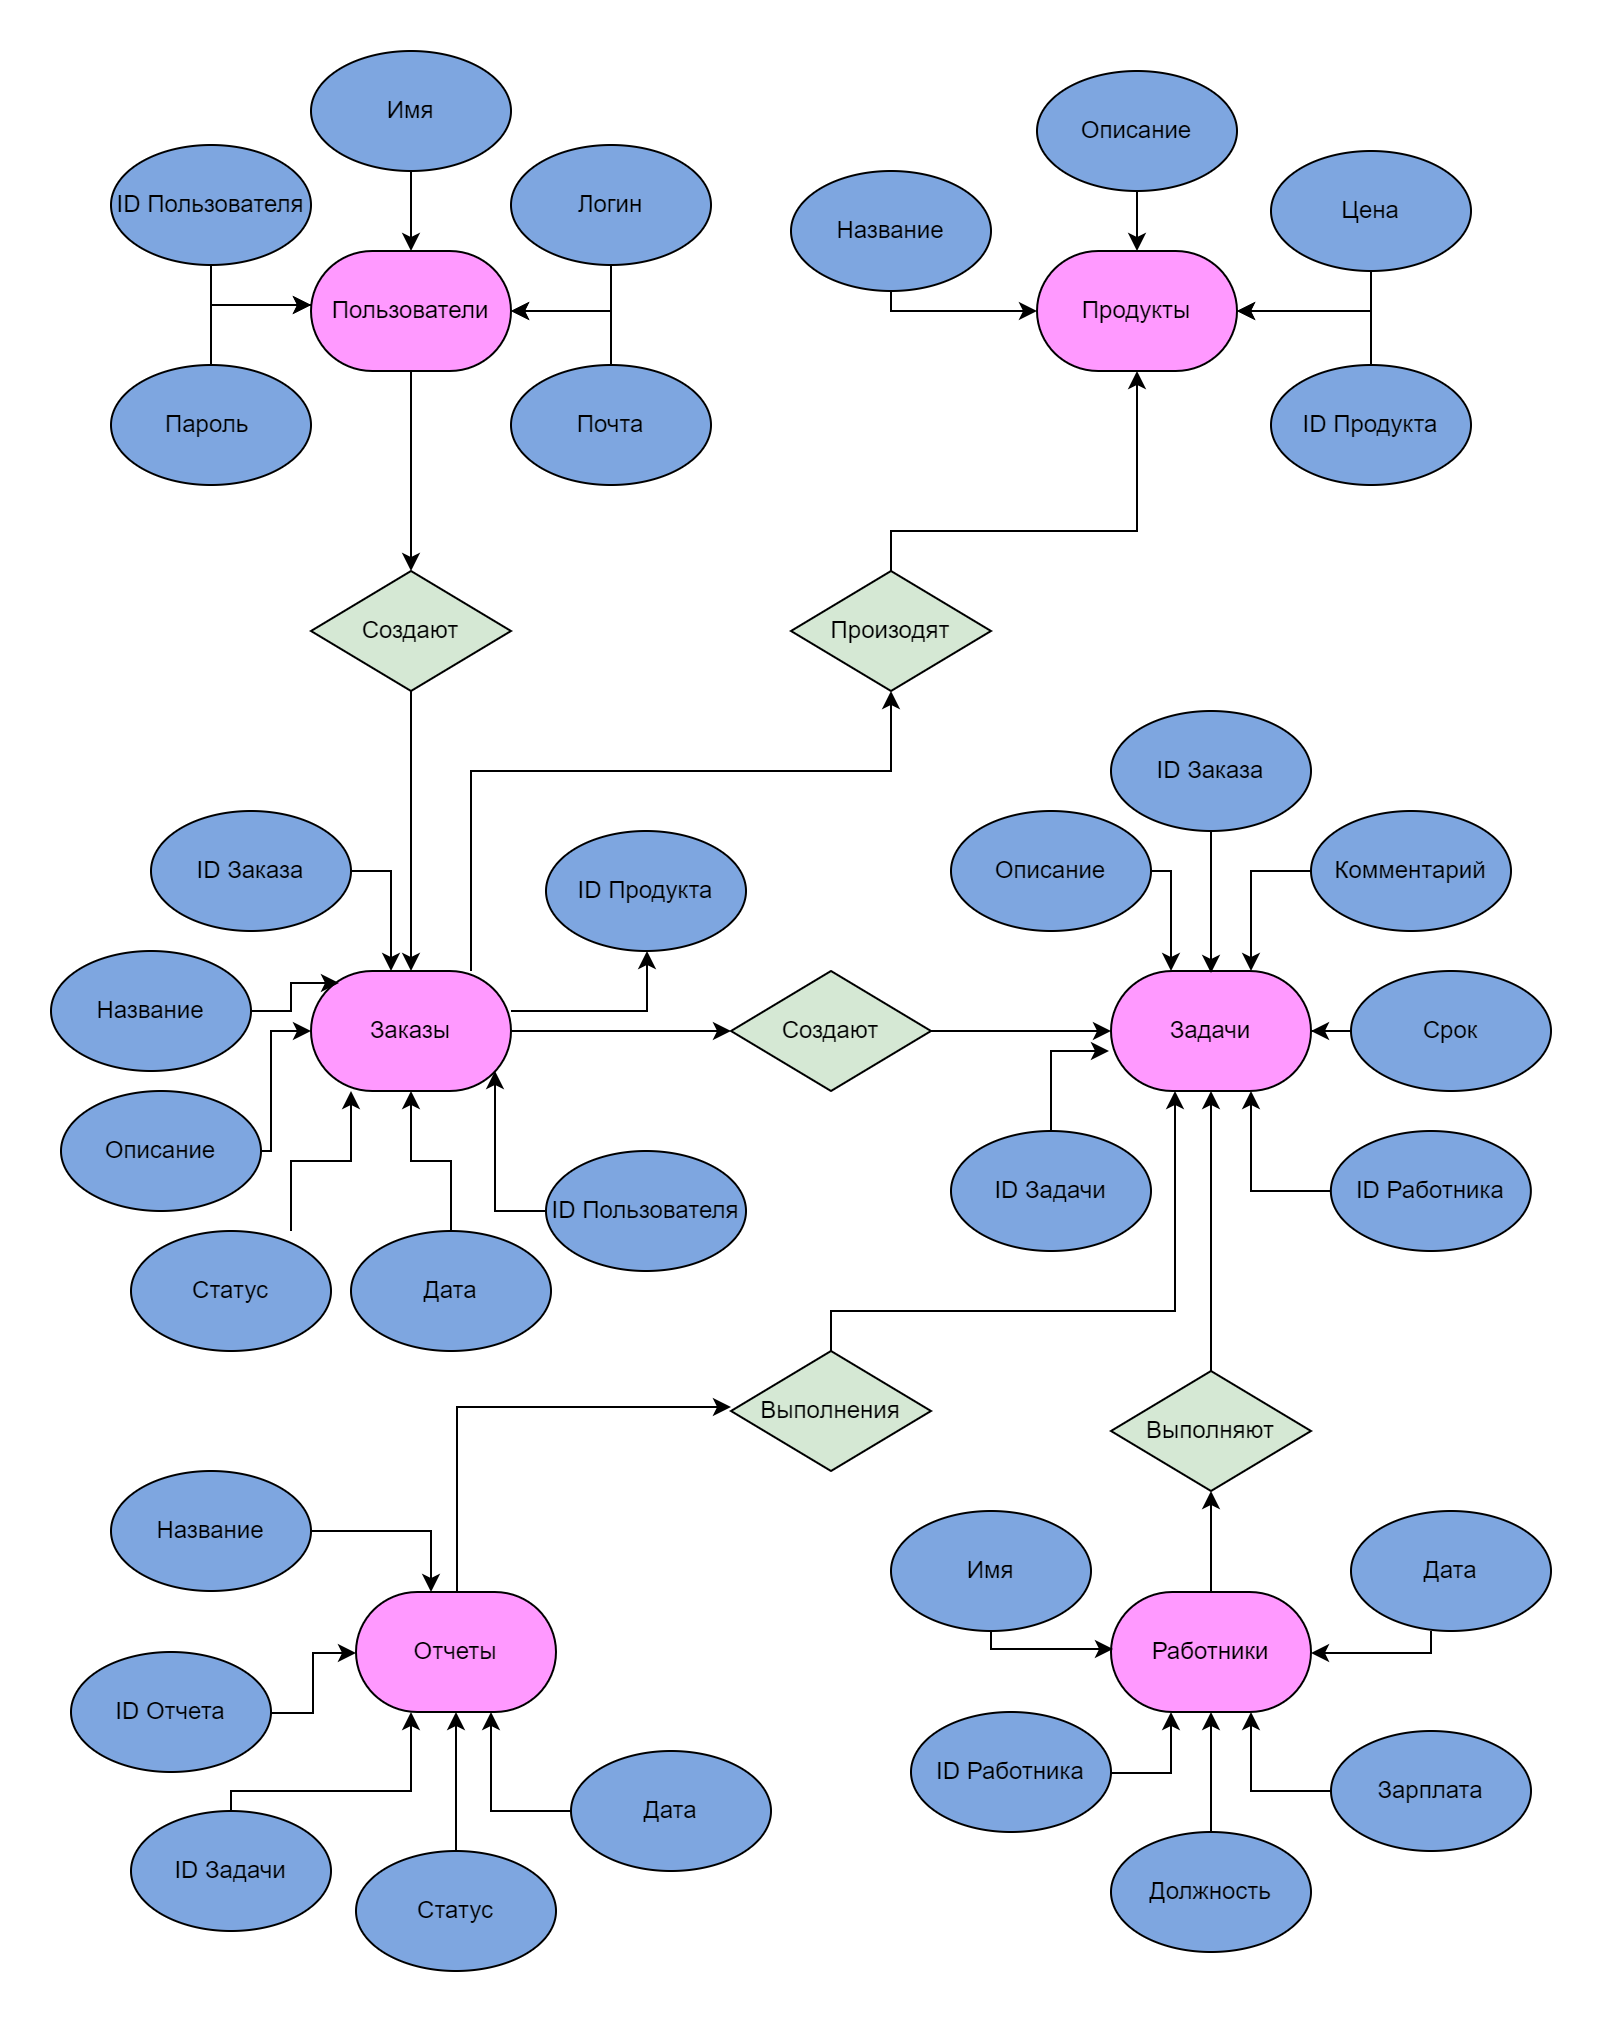 Имя
Описание
ID Пользователя
Логин
Цена
Название
Пользователи
Продукты
Пароль
Почта
ID Продукта
Создают
Произодят
ID Заказа
ID Заказа
ID Продукта
Описание
Комментарий
Название
Заказы
Создают
Задачи
Срок
Описание
ID Пользователя
ID Задачи
ID Работника
Статус
Дата
Выполнения
Выполняют
Название
Имя
Дата
Отчеты
Работники
ID Отчета
ID Работника
Дата
Зарплата
ID Задачи
Статус
Должность